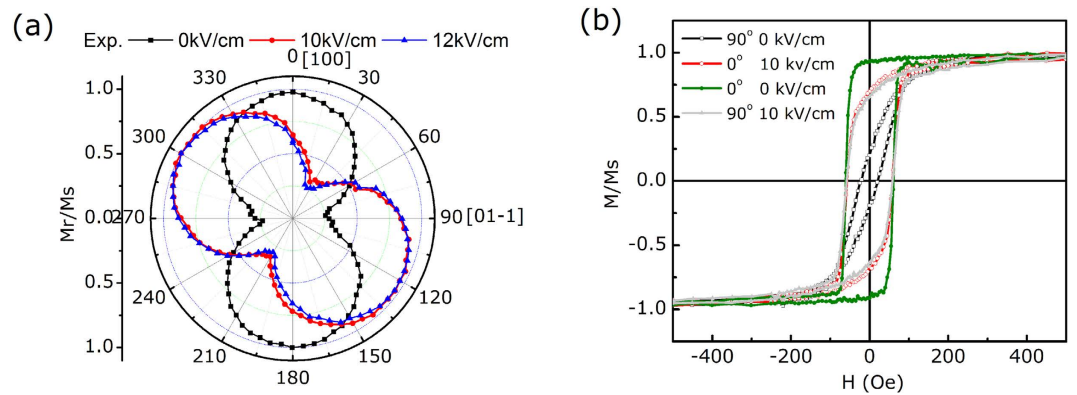 (a)
Exp. 0kV/cm 10kV/cm 12kV/cm
0 [100]
330 30
300 60
270 90 [01-1]
240 120
210 150
180
1.0
0.5
0.0
0.5
1.0
Mr/Ms
(b)
90° 0 kV/cm
0° 10 kv/cm
0° 0 kV/cm
90° 10 kV/cm
1.0
0.5
0.0
-0.5
-1.0
M/Ms
-400 -200 0 200 400
H (Oe)